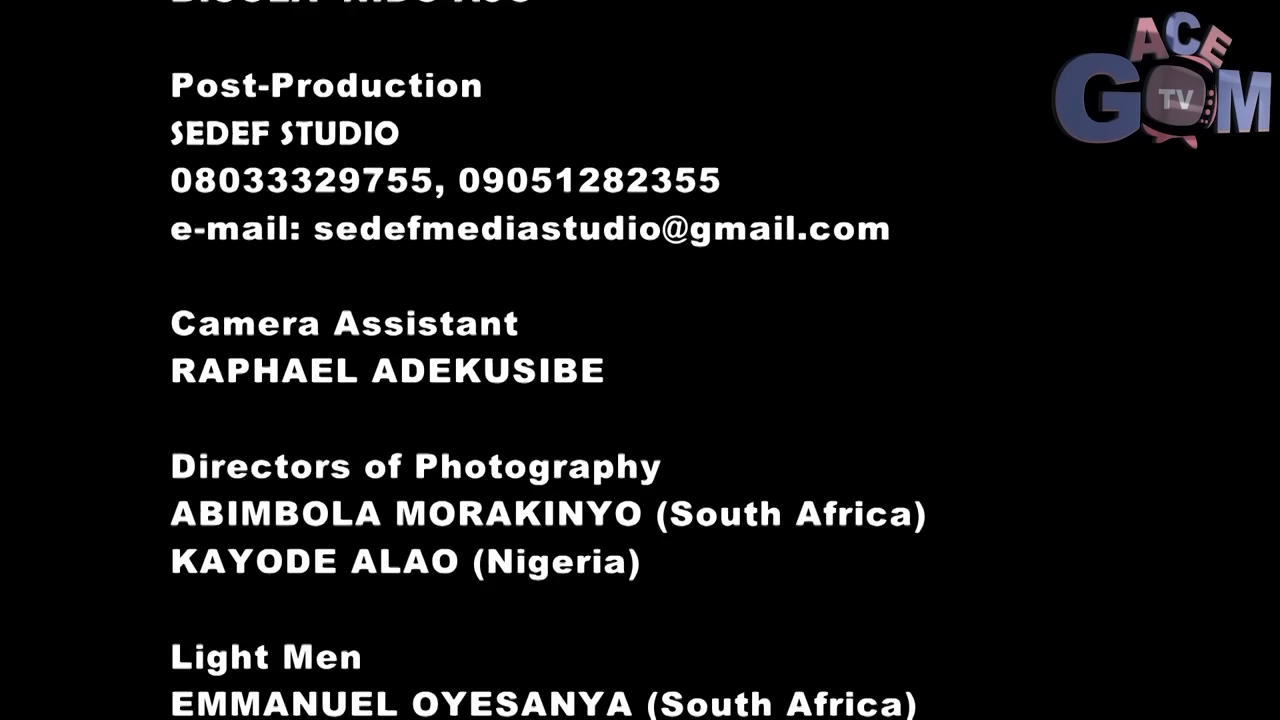 Post-Production
SEDEF STUDIO
08033329755, 09051282355
e-mail: sedefmediastudio@gmail.com
Camera Assistant
RAPHAEL ADEKUSIBE
Directors of Photography
ABIMBOLA MORAKINYO (South Africa)
KAYODE ALAO (Nigeria)
Light Men
EMMANUEL OYESANYA (South Africa)
ACE
GOM
TV